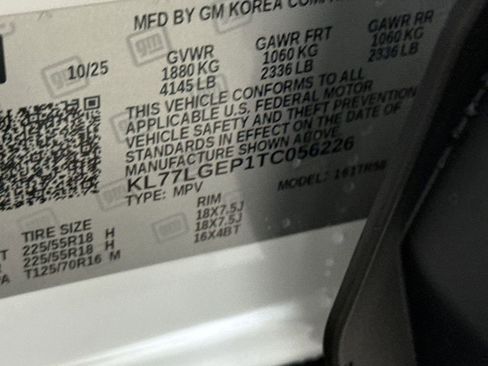 MFD BY GM KOREA
10/25
GVWR GAWR FRT GAWR RR
1880 KG 1060 KG 1060 KG
4145 LB 2336 LB 2336 LB
THIS VEHICLE CONFORMS TO ALL
APPLICABLE U.S. FEDERAL MOTOR
VEHICLE SAFETY AND THEFT PREVENTION
STANDARDS IN EFFECT ON THE DATE OF
MANUFACTURE SHOWN ABOVE.
KL77LGEP1TC056226
TYPE: MPV MODEL: 161TR58
TIRE SIZE RIM
225/55R18 H 18X7.5J
225/55R18 H 18X7.5J
T125/70R16 M 16X4BT
gm